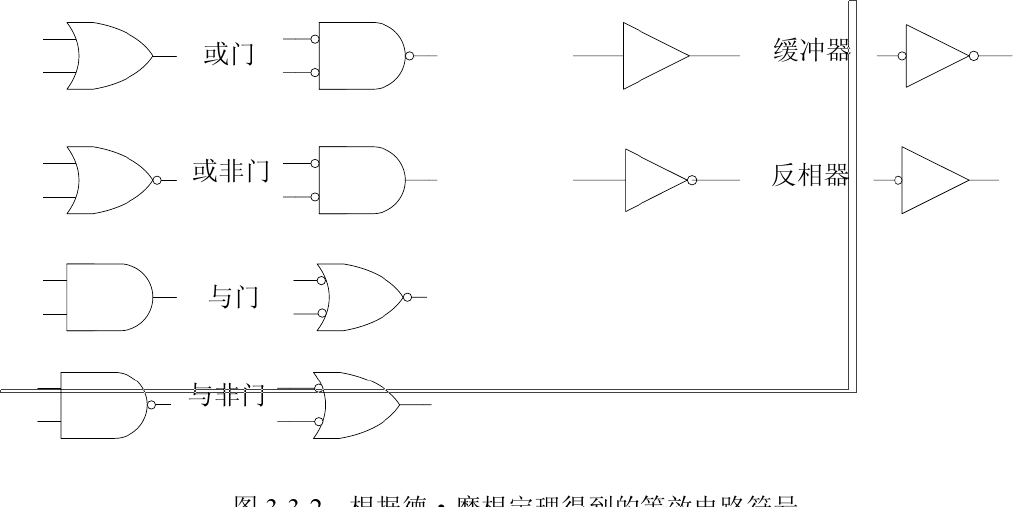 或门
缓冲器
或非门
反相器
与门
与非门
图 3.3.2 根据德·摩根定理得到的等效电路符号